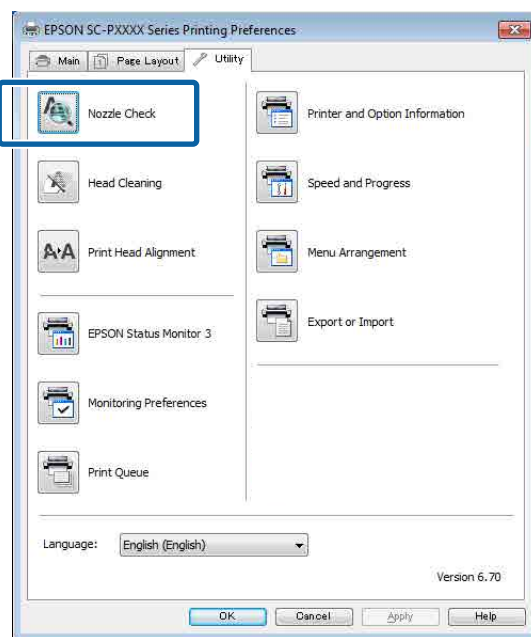 EPSON SC-PXXXX Series Printing Preferences
Main Page Layout Utility
Nozzle Check
Printer and Option Information
Head Cleaning
Speed and Progress
A A Print Head Alignment
Menu Arrangement
EPSON Status Monitor 3
Export or Import
Monitoring Preferences
Print Queue
Language: English (English)
Version 6.70
OK Cancel Apply Help